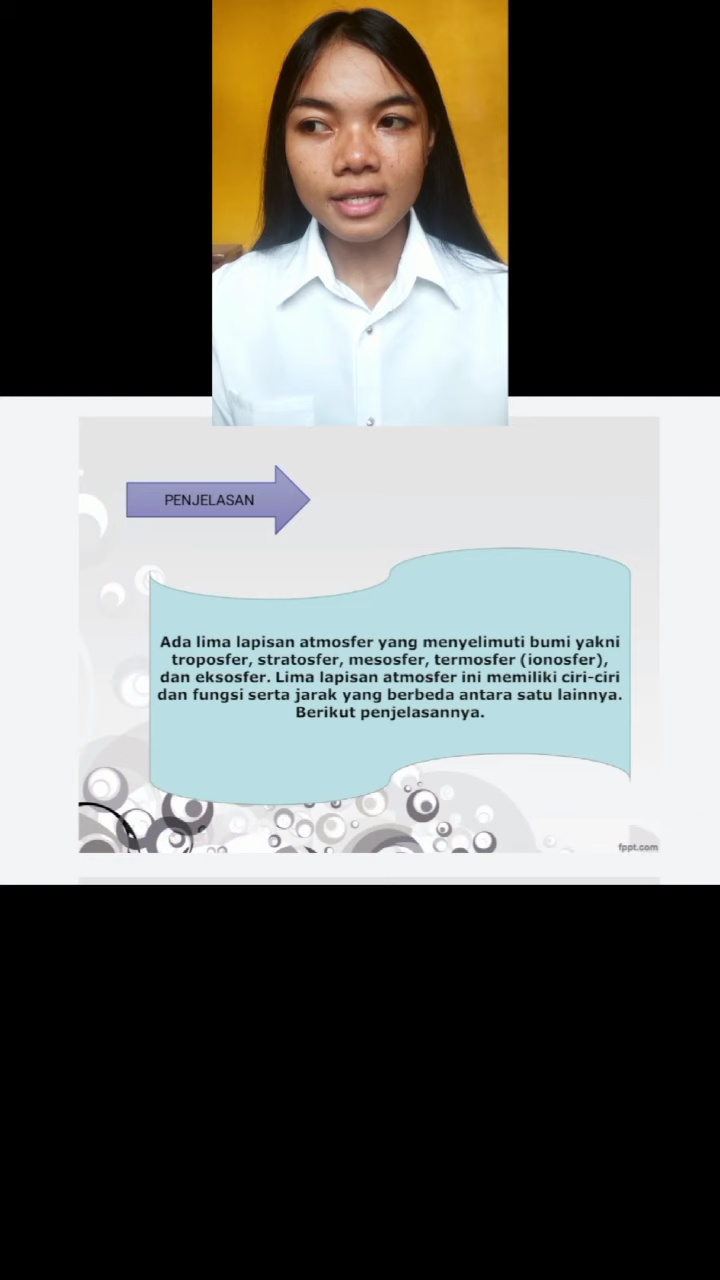 PENJELASAN
Ada lima lapisan atmosfer yang menyelimuti bumi yakni
troposfer, stratosfer, mesosfer, termosfer (ionosfer),
dan eksosfer. Lima lapisan atmosfer ini memiliki ciri-ciri
dan fungsi serta jarak yang berbeda antara satu lainnya.
Berikut penjelasannya.
fppt.com